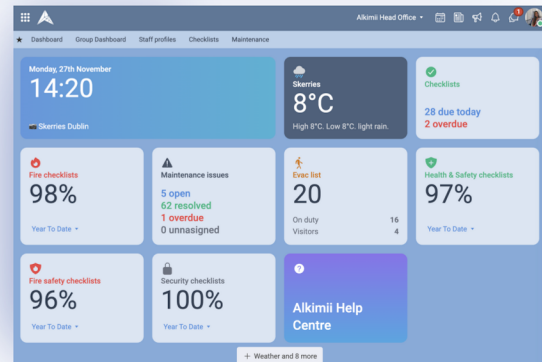 Alkimii Head Office
1
Dashboard Group Dashboard Staff profiles Checklists Maintenance
Monday, 27th November
14:20
Skerries Dublin
Skerries
8°C
High 8°C. Low 8°C. light rain.
Checklists
28 due today
2 overdue
Fire checklists
98%
Year To Date
Maintenance issues
5 open
62 resolved
1 overdue
0 unnasigned
Evac list
20
On duty 16
Visitors 4
Health & Safety checklists
97%
Year To Date
Fire safety checklists
96%
Year To Date
Security checklists
100%
Year To Date
Alkimii Help
Centre
+ Weather and 8 more